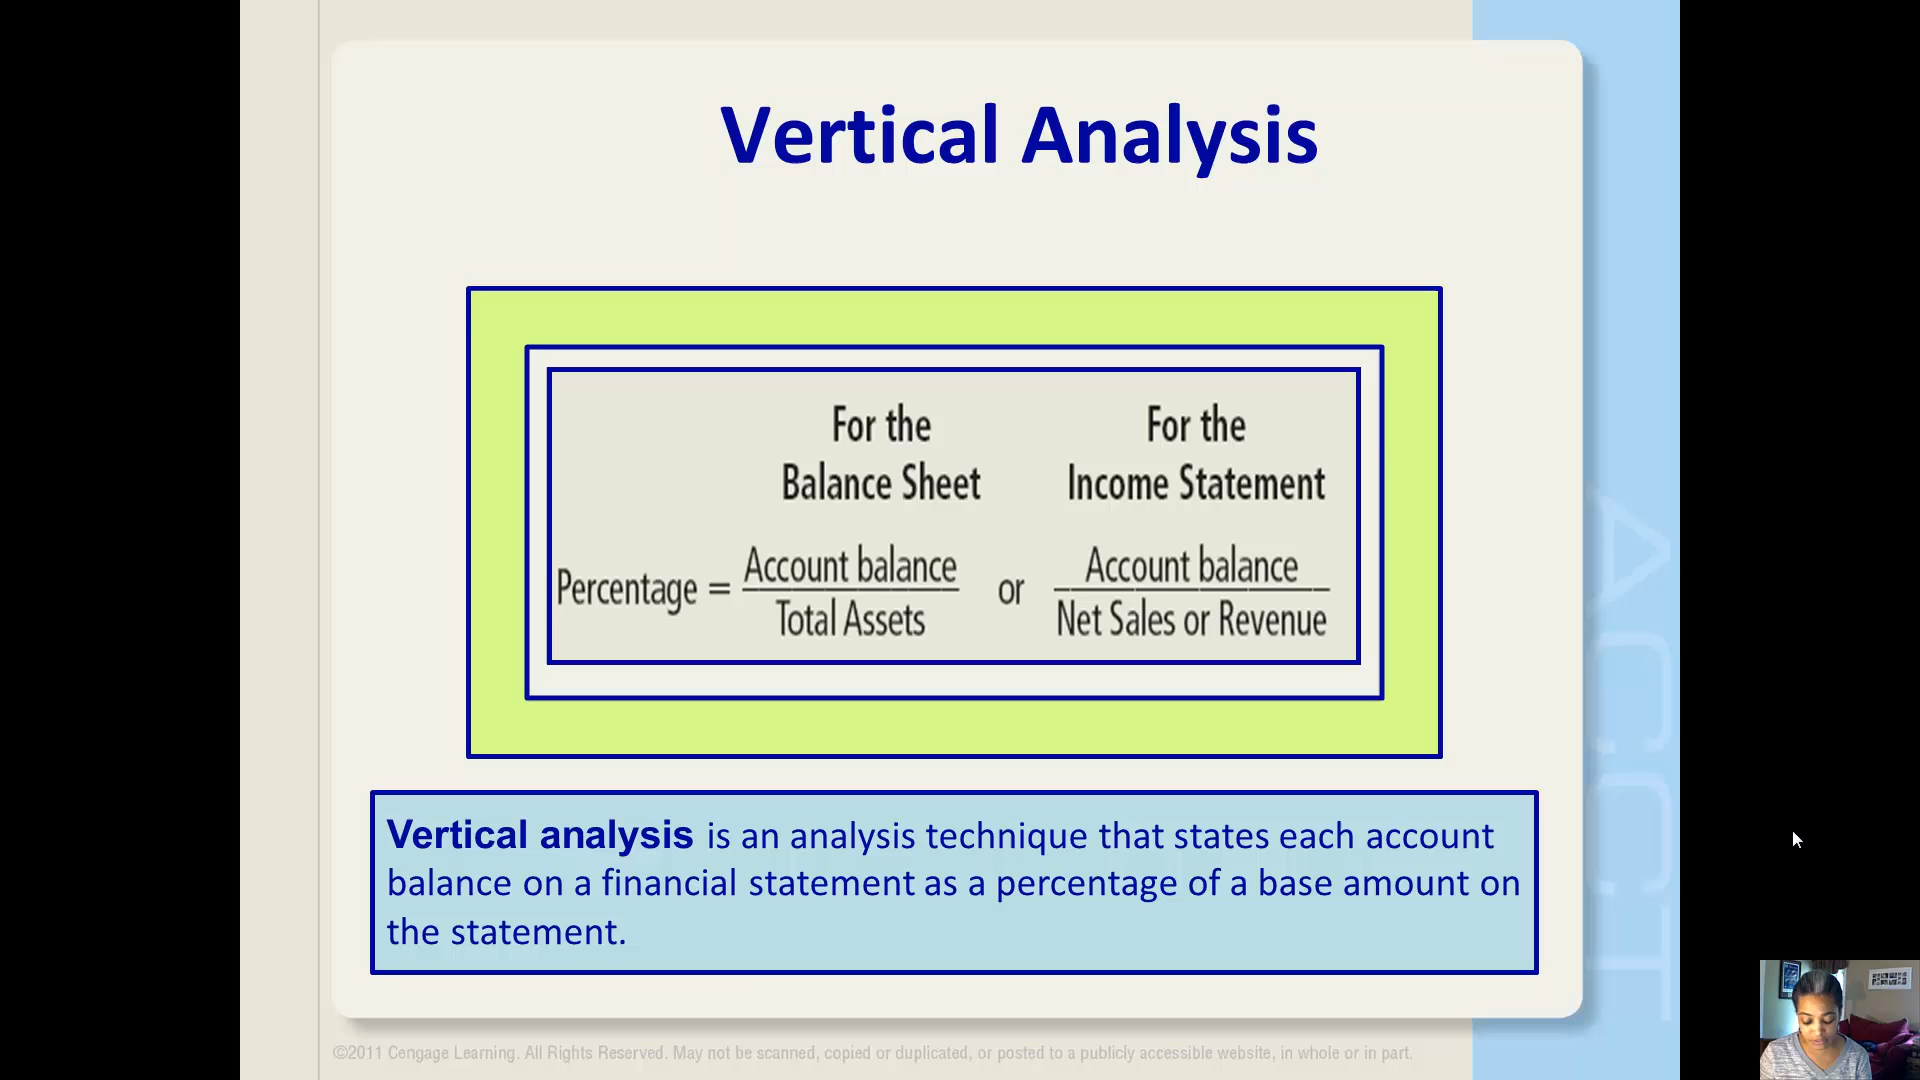 Vertical Analysis
For the
Balance Sheet
For the
Income Statement
Percentage = Account balance / Total Assets or Account balance / Net Sales or Revenue
Vertical analysis is an analysis technique that states each account
balance on a financial statement as a percentage of a base amount on
the statement.
ACCT
©2011 Cengage Learning. All Rights Reserved. May not be scanned, copied or duplicated, or posted to a publicly accessible website, in whole or in part.